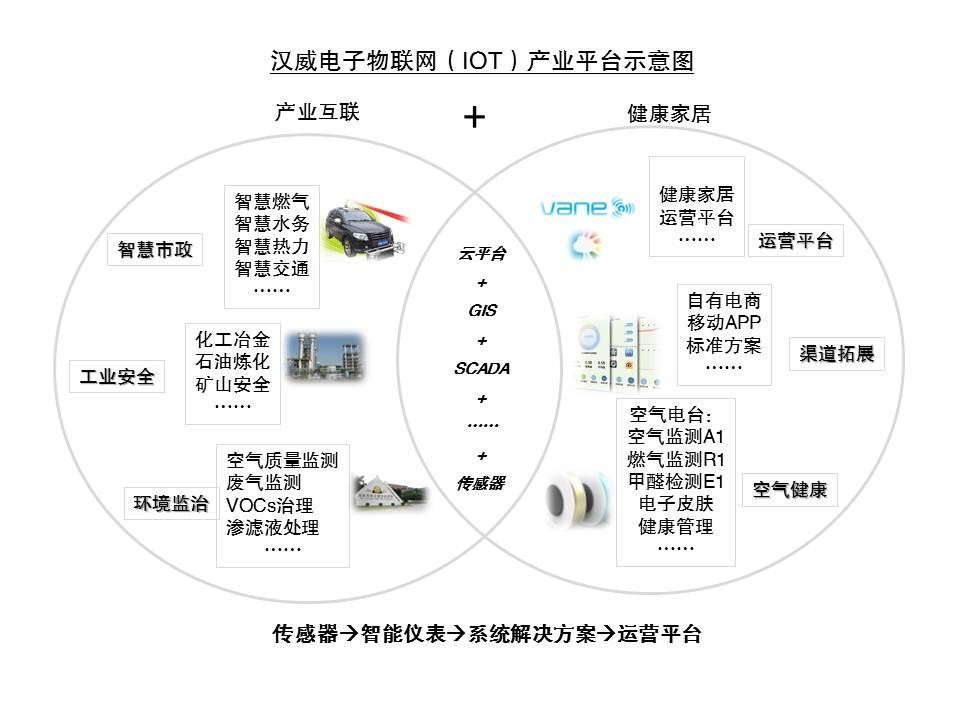 汉威电子物联网（IOT）产业平台示意图
产业互联
+
健康家居
智慧市政
智慧燃气
智慧水务
智慧热力
智慧交通
……
工业安全
化工冶金
石油炼化
矿山安全
……
环境监治
空气质量监测
废气监测
VOCs治理
渗滤液处理
……
云平台
+
GIS
+
SCADA
+
……
+
传感器
vane
健康家居
运营平台
……
运营平台
自有电商
移动APP
标准方案
……
渠道拓展
空气电台：
空气监测A1
燃气监测R1
甲醛检测E1
电子皮肤
健康管理
……
空气健康
传感器→智能仪表→系统解决方案→运营平台